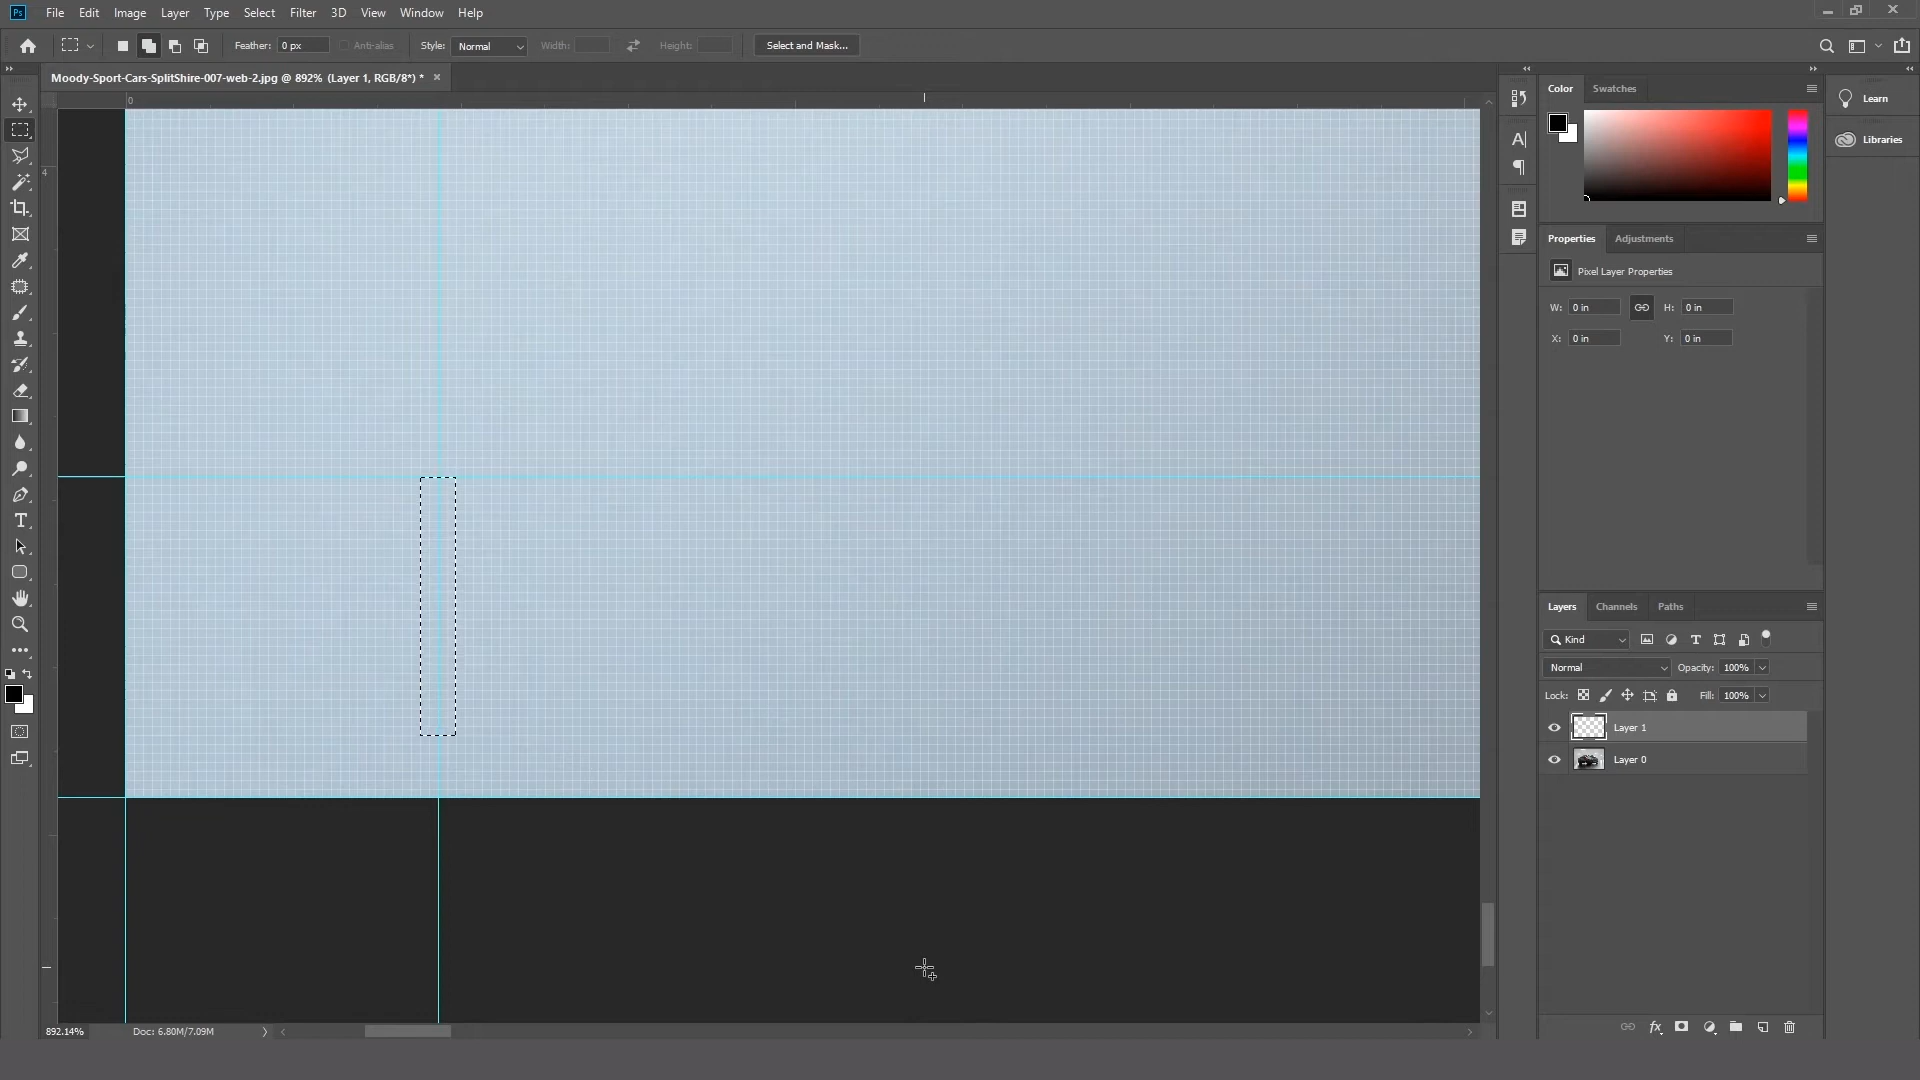 Ps File Edit Image Layer Type Select Filter 3D View Window Help
Feather: 0 px Anti-alias Style: Normal Width: Height: Select and Mask...
Moody-Sport-Cars-SplitShire-007-web-2.jpg @ 892% (Layer 1, RGB/8*) *
0
4
Color Swatches
Learn
Libraries
Properties Adjustments
Pixel Layer Properties
W: 0 in H: 0 in
X: 0 in Y: 0 in
Layers Channels Paths
Kind
Normal Opacity: 100%
Lock: Fill: 100%
Layer 1
Layer 0
892.14% Doc: 6.80M/7.09M